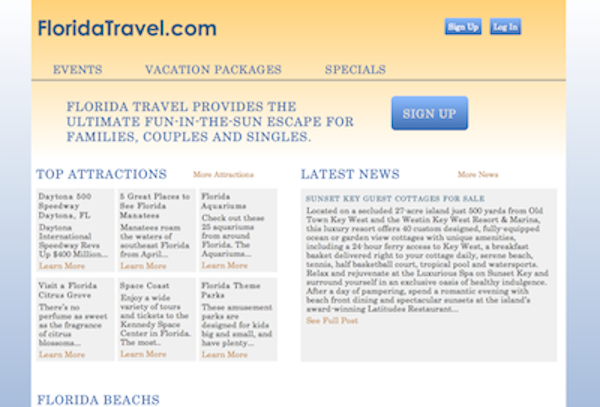 FloridaTravel.com
Sign Up
Log In
EVENTS
VACATION PACKAGES
SPECIALS
FLORIDA TRAVEL PROVIDES THE
ULTIMATE FUN-IN-THE-SUN ESCAPE FOR
FAMILIES, COUPLES AND SINGLES.
SIGN UP
TOP ATTRACTIONS
More Attractions
Daytona 500
Speedway
Daytona, FL
Daytona
International
Speedway Revs
Up $400 Million...
Learn More
5 Great Places to
See Florida
Manatees
Manatees roam
the waters of
southeast Florida
from April...
Learn More
Florida
Aquariums
Check out these
25 aquariums
from around
Florida. The
Aquariums...
Learn More
Visit a Florida
Citrus Grove
There's no
perfume as sweet
as the fragrance
of citrus
blossoms...
Learn More
Space Coast
Enjoy a wide
variety of tours
and tickets to the
Kennedy Space
Center in Florida.
The most..
Learn More
Florida Theme
Parks
These amusement
parks are
designed for kids
big and small, and
have plenty...
Learn More
LATEST NEWS
More News
SUNSET KEY GUEST COTTAGES FOR SALE
Located on a secluded 27-acre island just 500 yards from Old
Town Key West and the Westin Key West Resort & Marina,
this luxury resort offers 40 custom designed, fully-equipped
ocean or garden view cottages with unique amenities,
including a 24-hour ferry access to Key West, a breakfast
basket delivered right to your cottage daily, serene beach,
tennis, half basketball court, tropical pool and watersports.
Relax and rejuvenate at the Luxurious Spa on Sunset Key and
surround yourself in an exclusive oasis of healthy indulgence.
After a day of pampering, spend a romantic evening with
beach front dining and spectacular sunsets at the island's
award-winning Latitudes Restaurant...
See Full Post
FLORIDA BEACHS